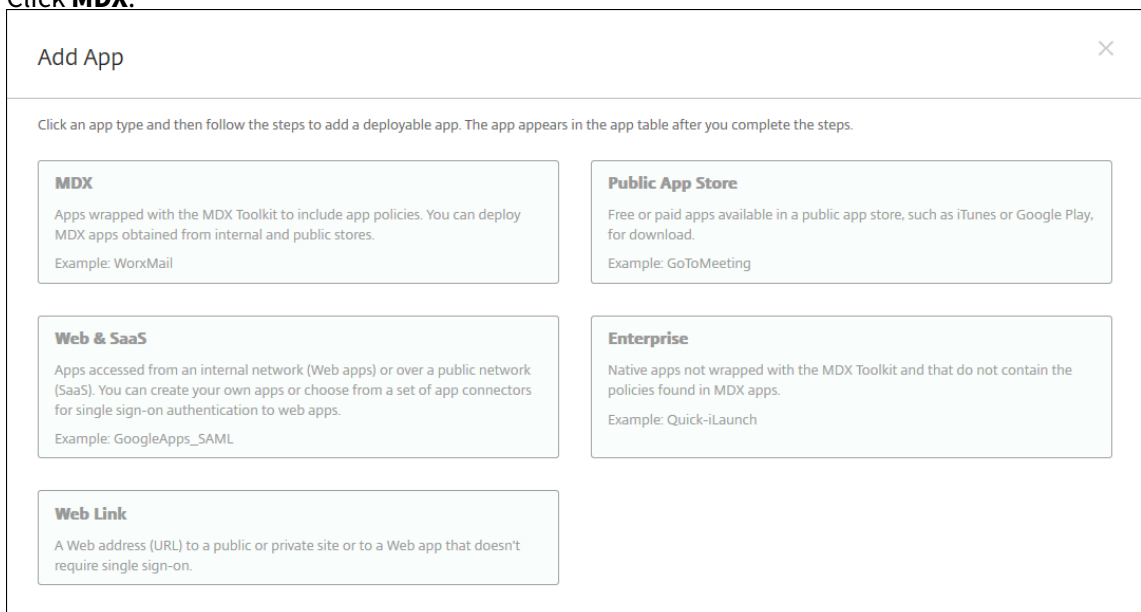 Click MDX.
Add App
Click an app type and then follow the steps to add a deployable app. The app appears in the app table after you complete the steps.
MDX
Apps wrapped with the MDX Toolkit to include app policies. You can deploy
MDX apps obtained from internal and public stores.
Example: WorxMail
Public App Store
Free or paid apps available in a public app store, such as iTunes or Google Play,
for download.
Example: GoToMeeting
Web & SaaS
Apps accessed from an internal network (Web apps) or over a public network
(SaaS). You can create your own apps or choose from a set of app connectors
for single sign-on authentication to web apps.
Example: GoogleApps_SAML
Enterprise
Native apps not wrapped with the MDX Toolkit and that do not contain the
policies found in MDX apps.
Example: Quick-iLaunch
Web Link
A Web address (URL) to a public or private site or to a Web app that doesn't
require single sign-on.